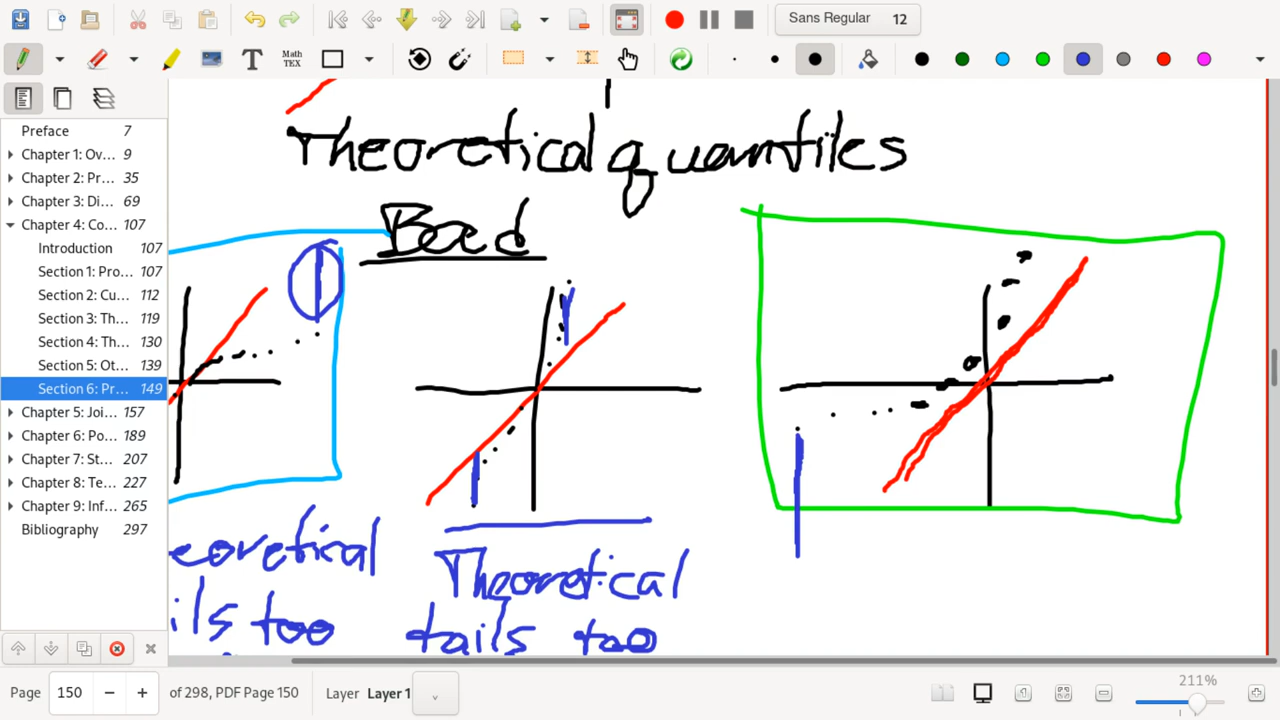 Sans Regular 12
Math
TEX
Preface 7
Chapter 1: Ov... 9
Chapter 2: Pr... 35
Chapter 3: Di... 69
Chapter 4: Co... 107
Introduction 107
Section 1: Pro... 107
Section 2: Cu... 112
Section 3: Th... 119
Section 4: Th... 130
Section 5: Ot... 139
Section 6: Pr... 149
Chapter 5: Joi... 157
Chapter 6: Po... 189
Chapter 7: St... 207
Chapter 8: Te... 227
Chapter 9: Inf... 265
Bibliography 297
Theoretical quantiles
Bad
eoretical
ils too
Theoretical
tails too
Page 150 of 298, PDF Page 150 Layer Layer 1 211%